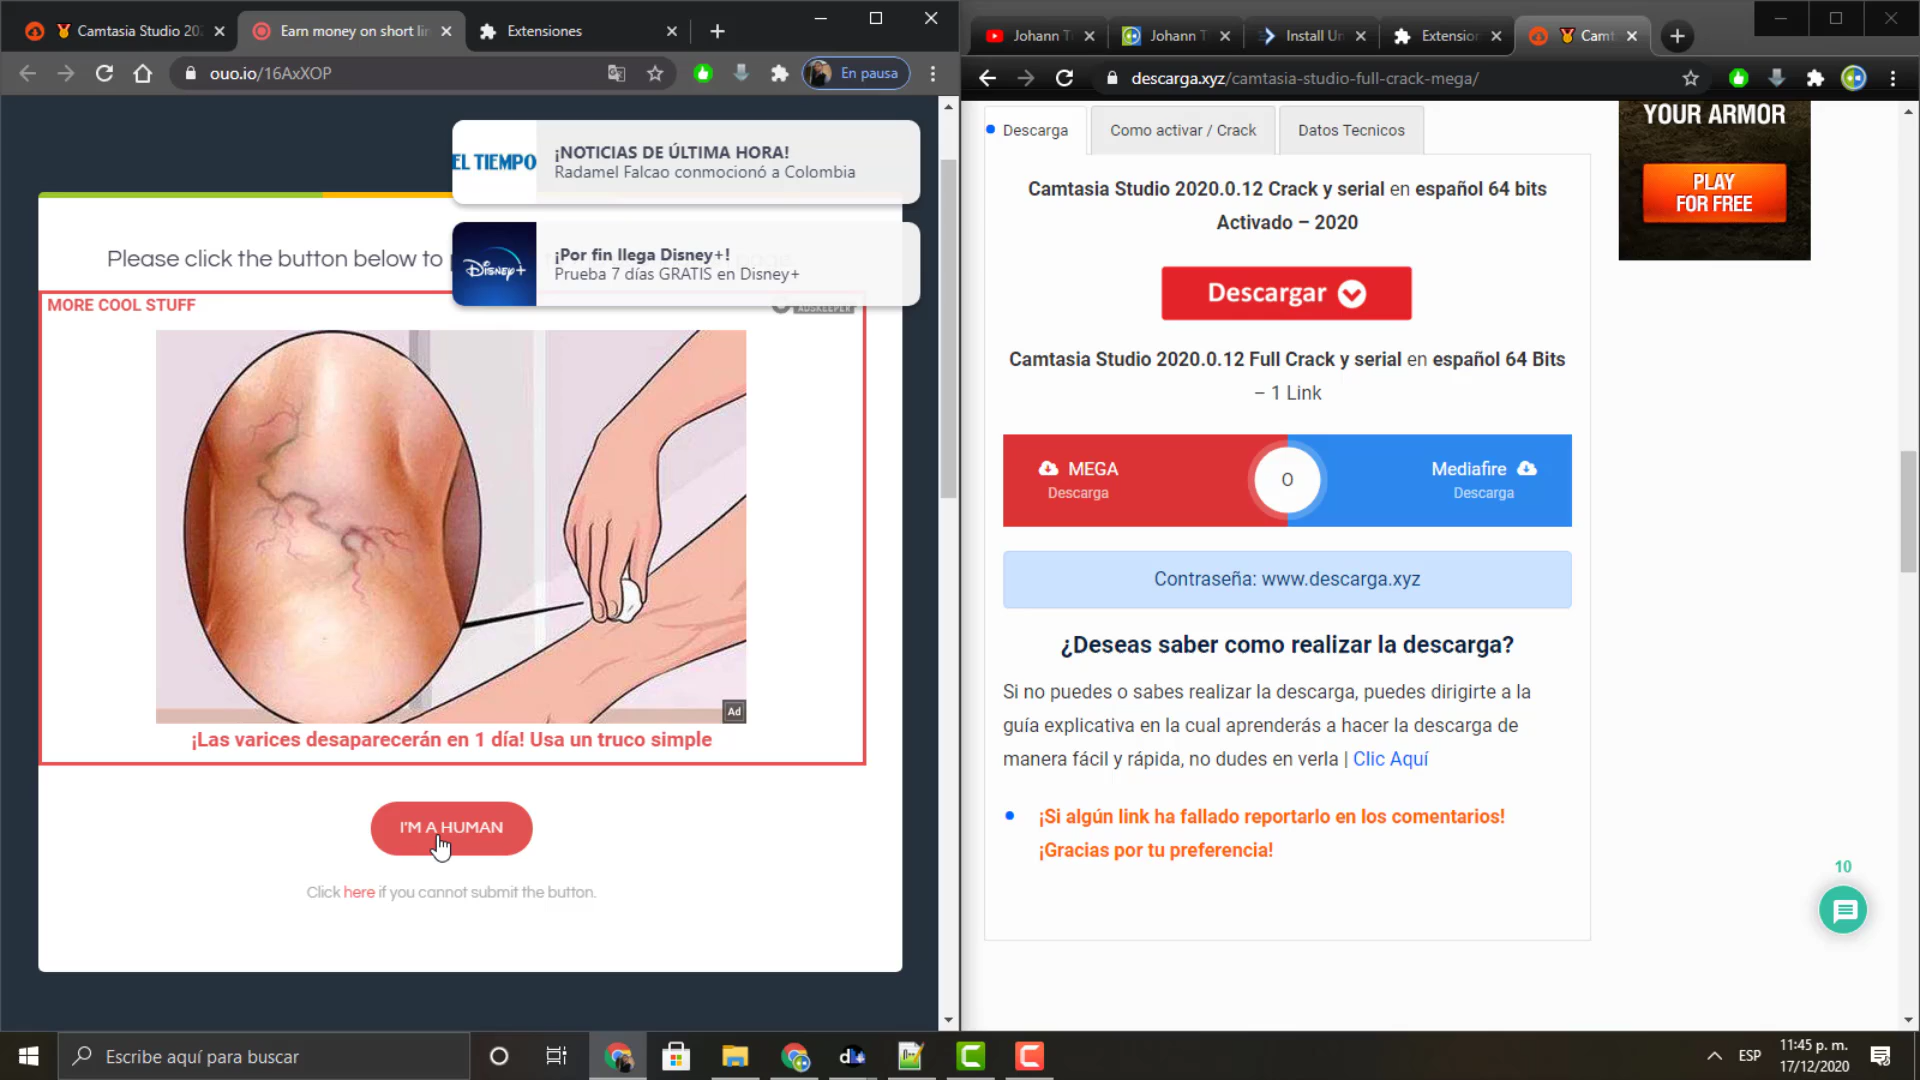 Camtasia Studio 202
Earn money on short lin
Extensiones
ouo.io/16AxXOP
En pausa
EL TIEMPO
¡NOTICIAS DE ÚLTIMA HORA!
Radamel Falcao conmocionó a Colombia
Disney+
¡Por fin llega Disney+!
Prueba 7 días GRATIS en Disney+
Please click the button below to
MORE COOL STUFF
ADSKEEPER
Ad
¡Las varices desaparecerán en 1 día! Usa un truco simple
I'M A HUMAN
Click here if you cannot submit the button.
Johann T
Johann T
Install Un
Extension
Camt
descarga.xyz/camtasia-studio-full-crack-mega/
Descarga
Como activar / Crack
Datos Tecnicos
YOUR ARMOR
PLAY
FOR FREE
Camtasia Studio 2020.0.12 Crack y serial en español 64 bits
Activado – 2020
Descargar
Camtasia Studio 2020.0.12 Full Crack y serial en español 64 Bits
– 1 Link
MEGA
Descarga
O
Mediafire
Descarga
Contraseña: www.descarga.xyz
¿Deseas saber como realizar la descarga?
Si no puedes o sabes realizar la descarga, puedes dirigirte a la
guía explicativa en la cual aprenderás a hacer la descarga de
manera fácil y rápida, no dudes en verla | Clic Aquí
¡Si algún link ha fallado reportarlo en los comentarios!
¡Gracias por tu preferencia!
10
Escribe aquí para buscar
ESP
11:45 p. m.
17/12/2020